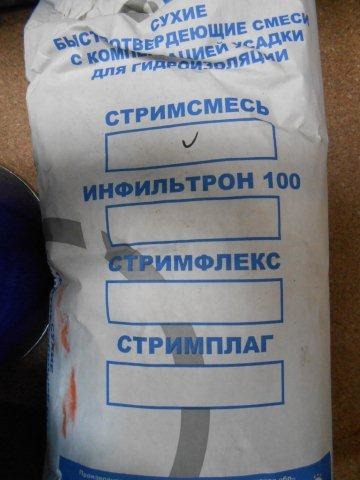 СУХИЕ
БЫСТРОТВЕРДЕЮЩИЕ СМЕСИ
С КОМПЕНСАЦИЕЙ УСАДКИ
ДЛЯ ГИДРОИЗОЛЯЦИИ
СТРИМСМЕСЬ
ИНФИЛЬТРОН 100
СТРИМФЛЕКС
СТРИМПЛАГ